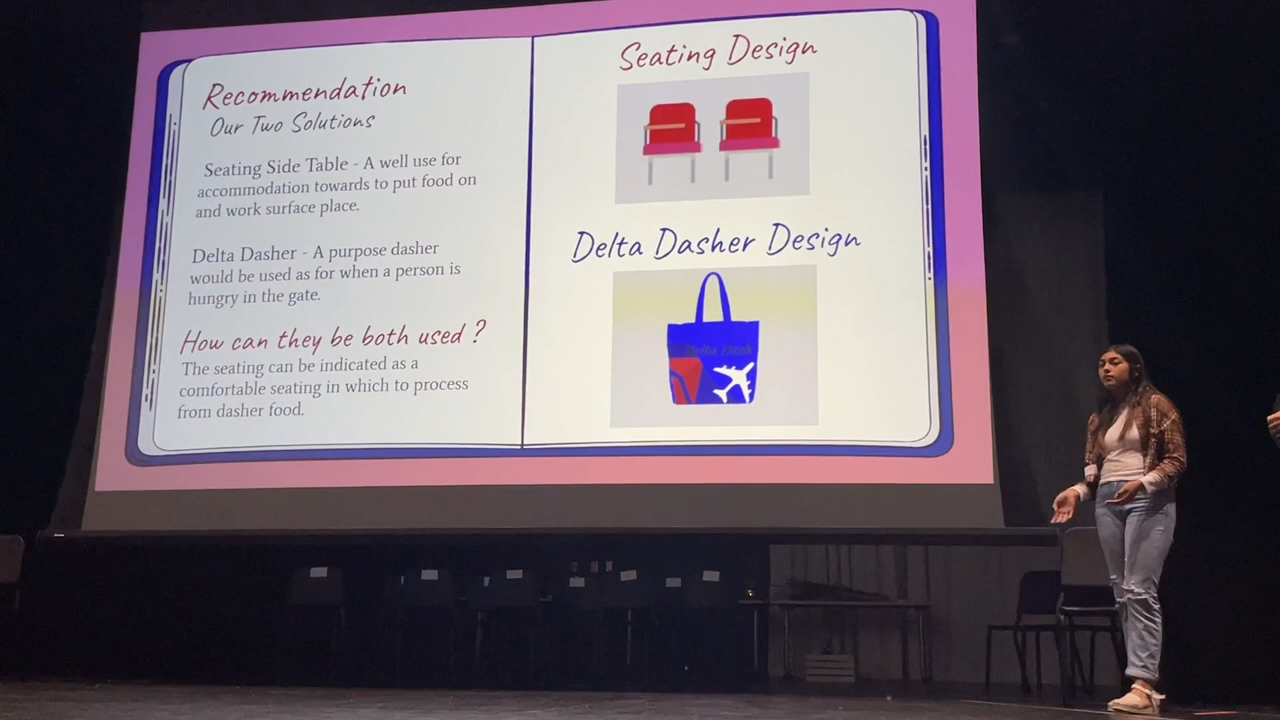 Recommendation
Our Two Solutions
Seating Side Table - A well use for
accommodation towards to put food on
and work surface place.
Delta Dasher - A purpose dasher
would be used as for when a person is
hungry in the gate.
How can they be both used ?
The seating can be indicated as a
comfortable seating in which to process
from dasher food.
Seating Design
Delta Dasher Design
Delta Dash